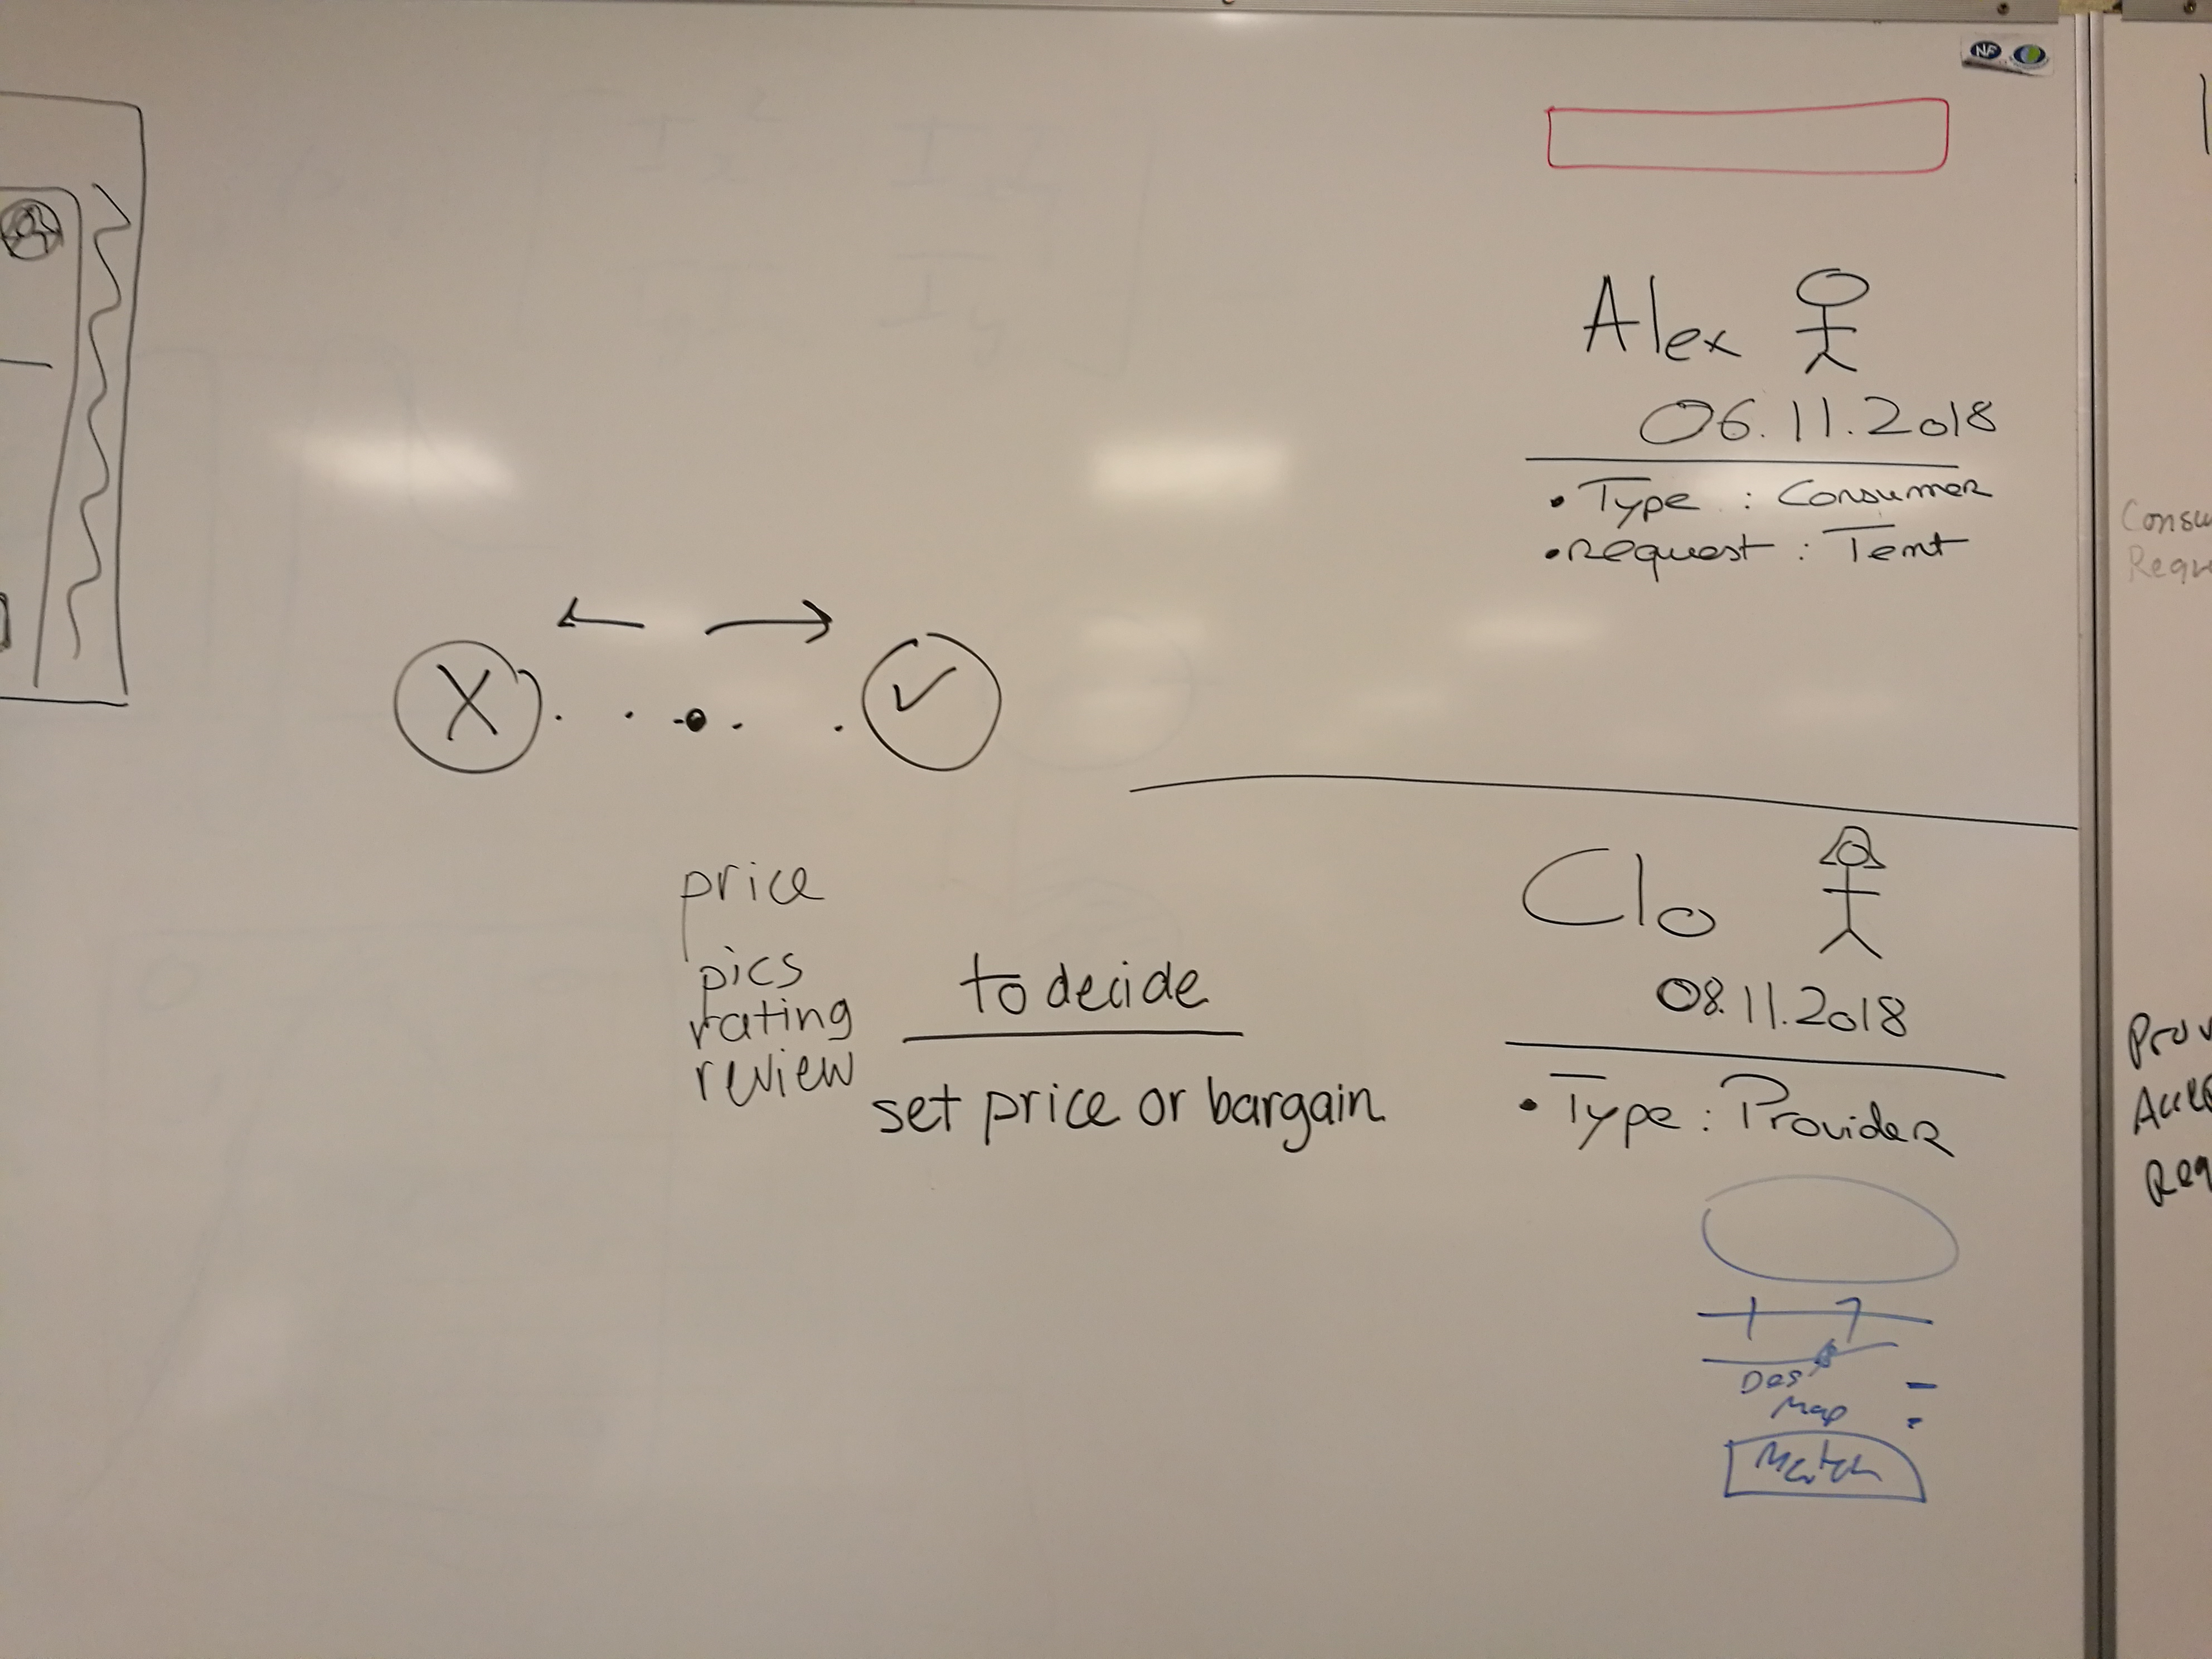 Alex
06.11.2018
• Type : Consumer
• Request : Tent
X
✓
price
pics
rating
review
to decide
set price or bargain
Clo
08.11.2018
• Type : Provider
Des
Map
Match
Consu
Requ
Prov
Acce
Req
NF